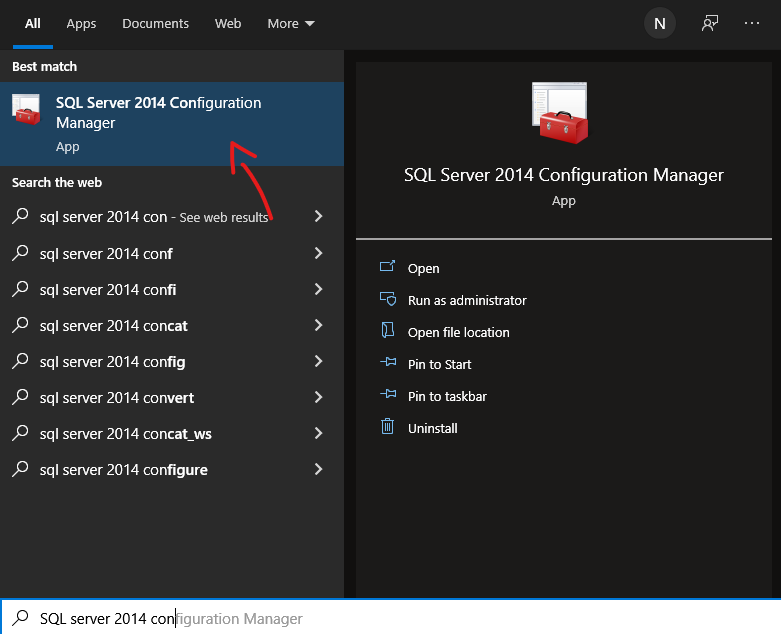 All Apps Documents Web More N ...
Best match
SQL Server 2014 Configuration
Manager
App
Search the web
sql server 2014 con - See web results
sql server 2014 conf
sql server 2014 confi
sql server 2014 concat
sql server 2014 config
sql server 2014 convert
sql server 2014 concat_ws
sql server 2014 configure
SQL Server 2014 Configuration Manager
App
Open
Run as administrator
Open file location
Pin to Start
Pin to taskbar
Uninstall
SQL server 2014 configuration Manager